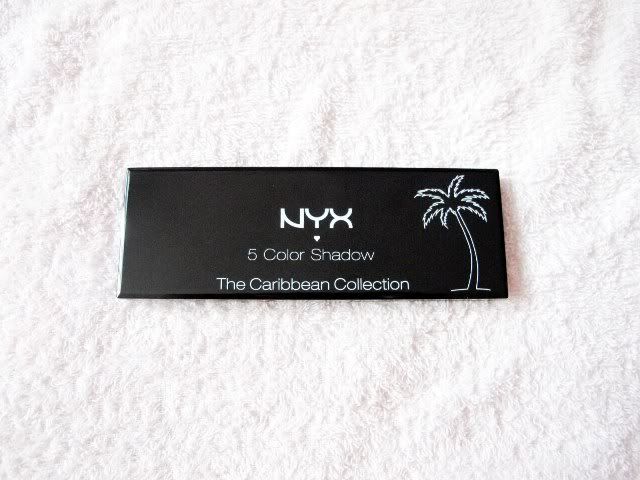 NYX
5 Color Shadow
The Caribbean Collection